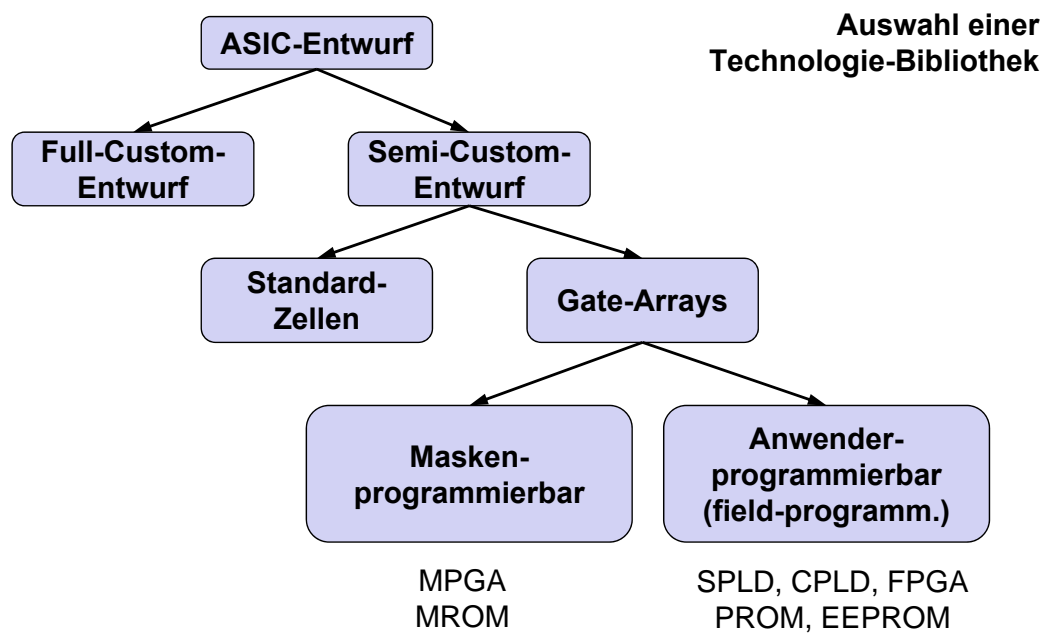 Auswahl einer
Technologie-Bibliothek
ASIC-Entwurf
Full-Custom-
Entwurf
Semi-Custom-
Entwurf
Standard-
Zellen
Gate-Arrays
Masken-
programmierbar
Anwender-
programmierbar
(field-programm.)
MPGA
MROM
SPLD, CPLD, FPGA
PROM, EEPROM